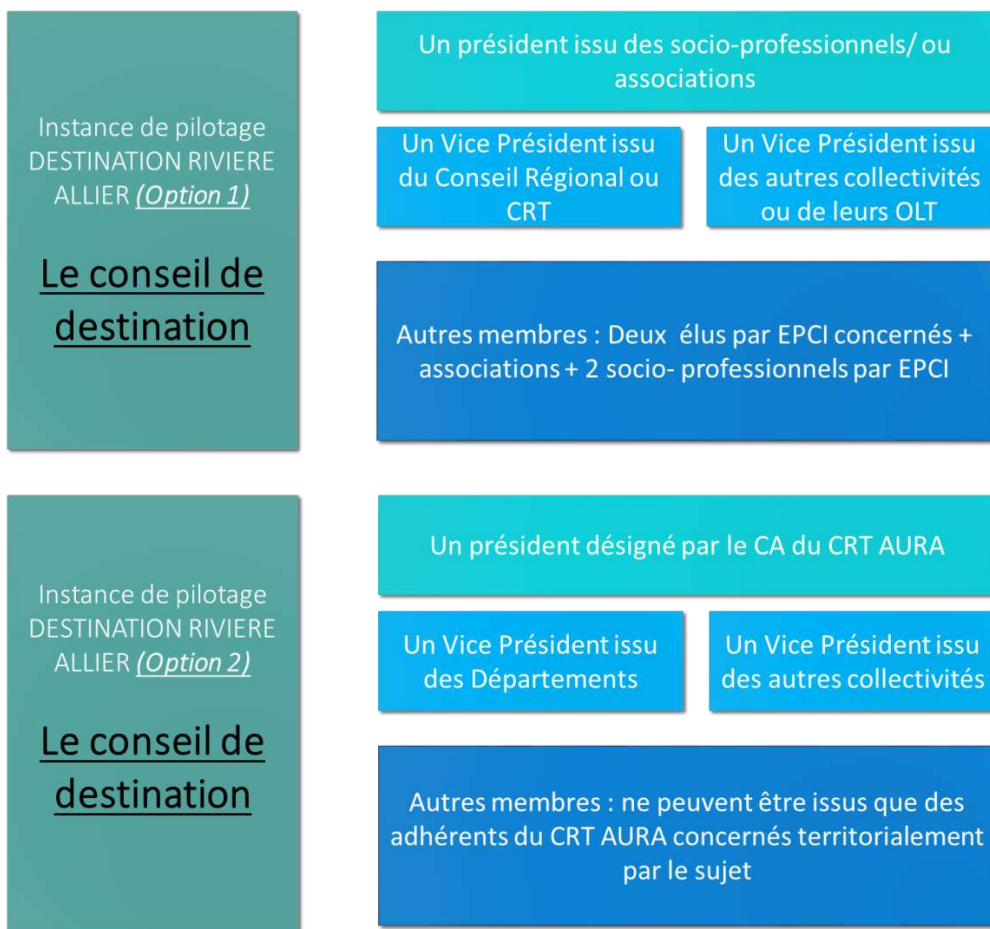 Instance de pilotage
DESTINATION RIVIERE
ALLIER (Option 1)
Le conseil de
destination
Un président issu des socio-professionnels/ ou
associations
Un Vice Président issu
du Conseil Régional ou
CRT
Un Vice Président issu
des autres collectivités
ou de leurs OLT
Autres membres : Deux élus par EPCI concernés +
associations + 2 socio- professionnels par EPCI
Instance de pilotage
DESTINATION RIVIERE
ALLIER (Option 2)
Le conseil de
destination
Un président désigné par le CA du CRT AURA
Un Vice Président issu
des Départements
Un Vice Président issu
des autres collectivités
Autres membres : ne peuvent être issus que des
adhérents du CRT AURA concernés territorialement
par le sujet